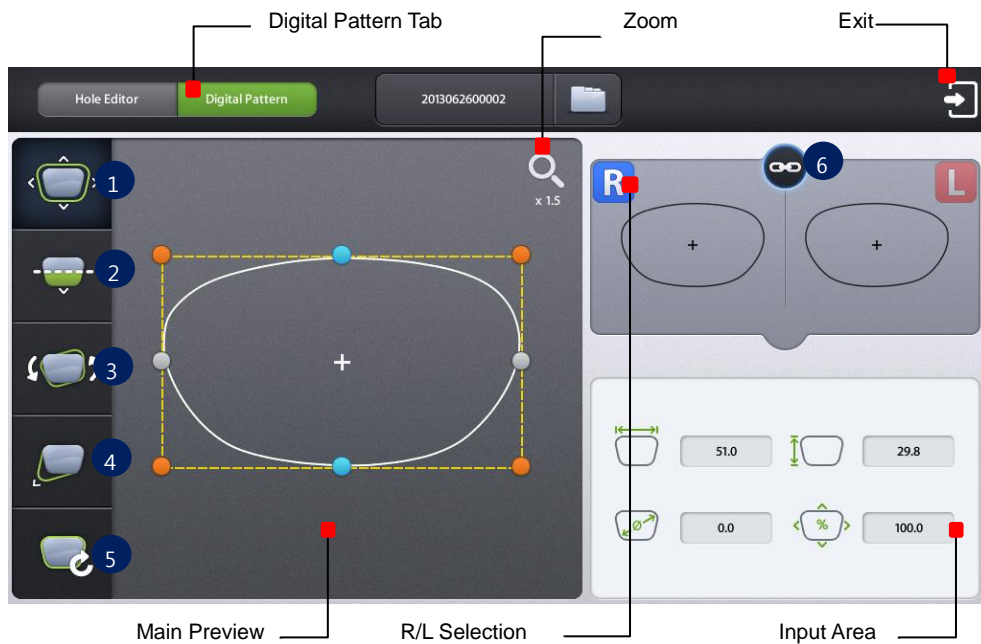 Digital Pattern Tab
Zoom
Exit
Hole Editor
Digital Pattern
2013062600002
x 1.5
R
L
1
2
3
4
5
6
51.0
29.8
Ø
0.0
%
100.0
Main Preview
R/L Selection
Input Area